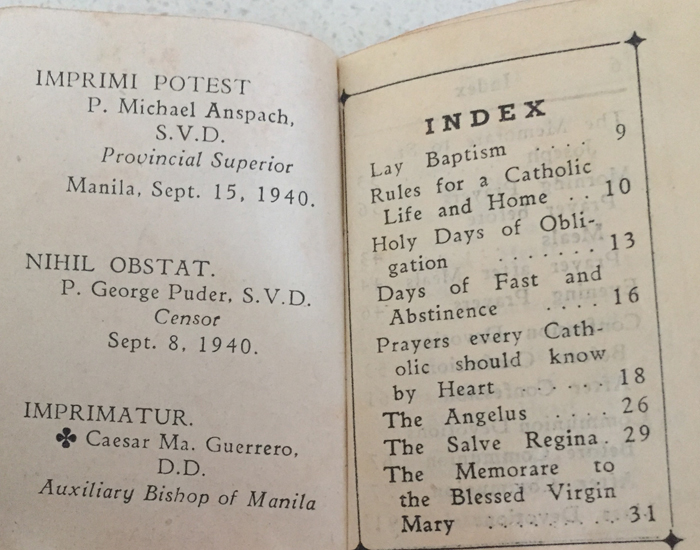 IMPRIMI POTEST
P. Michael Anspach,
S.V.D.
Provincial Superior
Manila, Sept. 15, 1940.
NIHIL OBSTAT.
P. George Puder, S.V.D.
Censor
Sept. 8, 1940.
IMPRIMATUR.
✤ Caesar Ma. Guerrero,
D.D.
Auxiliary Bishop of Manila
INDEX
Lay Baptism . . . . 9
Rules for a Catholic
Life and Home . . 10
Holy Days of Obli-
gation . . . . . . . 13
Days of Fast and
Abstinence . . . . 16
Prayers every Cath-
olic should know
by Heart . . . . . 18
The Angelus . . . . 26
The Salve Regina . 29
The Memorare to
the Blessed Virgin
Mary . . . . . . . . 31